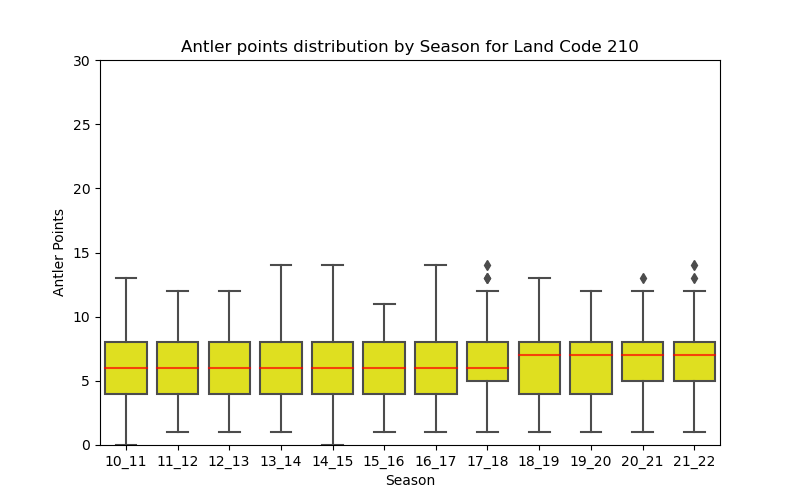 Antler points distribution by Season for Land Code 210
30
25
20
15
10
5
0
Antler Points
10_11 11_12 12_13 13_14 14_15 15_16 16_17 17_18 18_19 19_20 20_21 21_22
Season